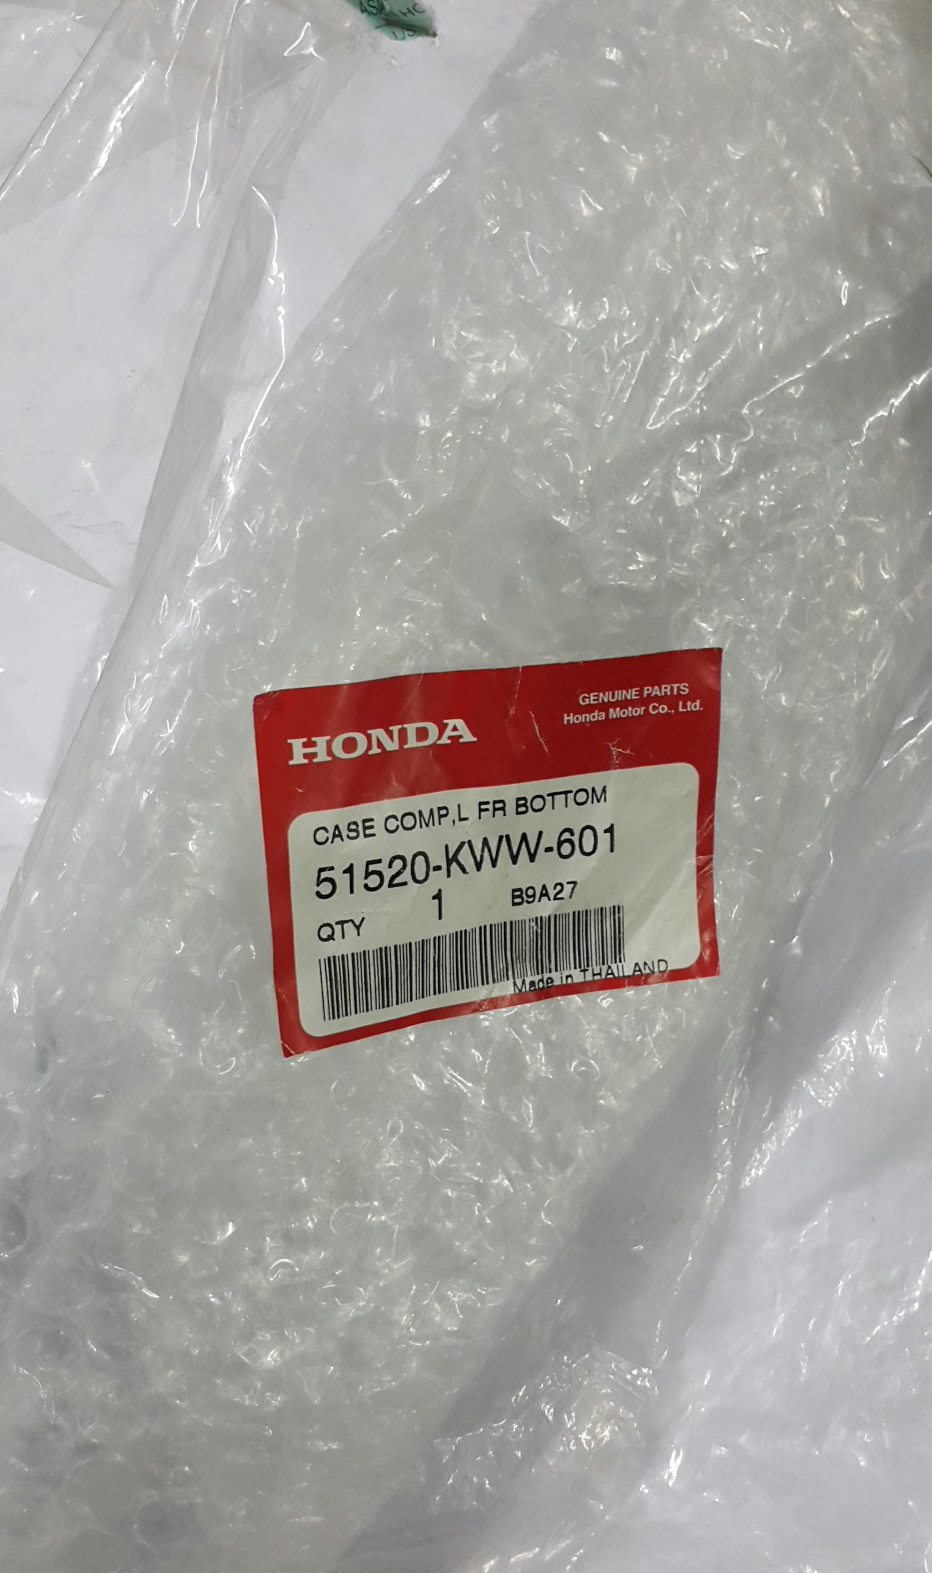 GENUINE PARTS
Honda Motor Co., Ltd.
HONDA
CASE COMP,L FR BOTTOM
51520-KWW-601
QTY 1 B9A27
Made in THAILAND